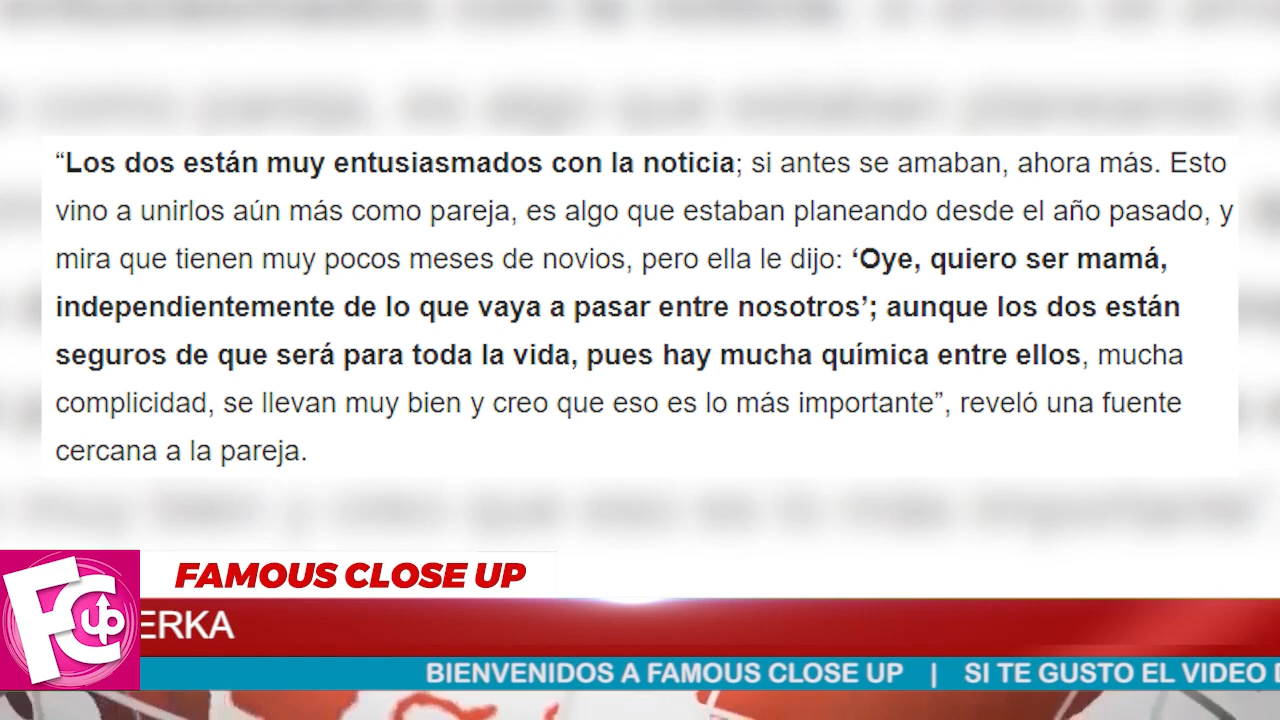 “Los dos están muy entusiasmados con la noticia; si antes se amaban, ahora más. Esto
vino a unirlos aún más como pareja, es algo que estaban planeando desde el año pasado, y
mira que tienen muy pocos meses de novios, pero ella le dijo: ‘Oye, quiero ser mamá,
independientemente de lo que vaya a pasar entre nosotros’; aunque los dos están
seguros de que será para toda la vida, pues hay mucha química entre ellos, mucha
complicidad, se llevan muy bien y creo que eso es lo más importante”, reveló una fuente
cercana a la pareja.
FC UP
FAMOUS CLOSE UP
ERKA
BIENVENIDOS A FAMOUS CLOSE UP | SI TE GUSTO EL VIDEO